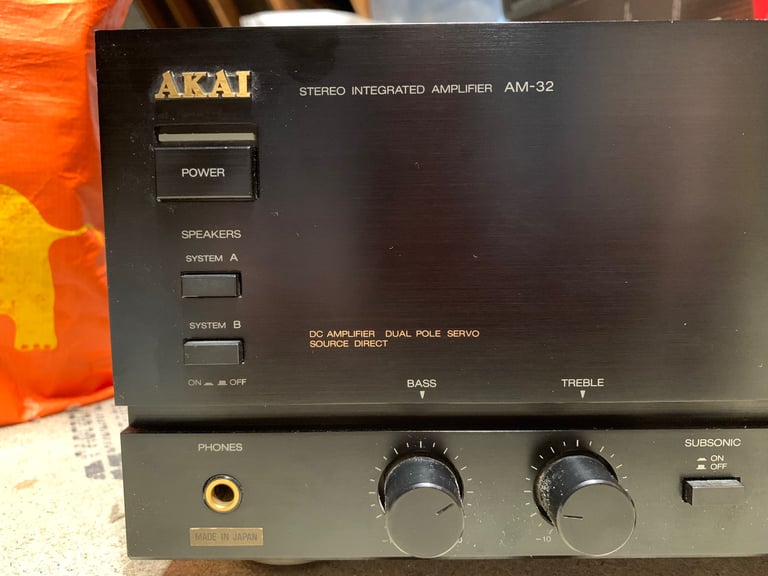 AKAI
STEREO INTEGRATED AMPLIFIER AM-32
POWER
SPEAKERS
SYSTEM A
SYSTEM B
ON OFF
DC AMPLIFIER DUAL POLE SERVO
SOURCE DIRECT
BASS
TREBLE
PHONES
SUBSONIC
ON
OFF
-10
MADE IN JAPAN